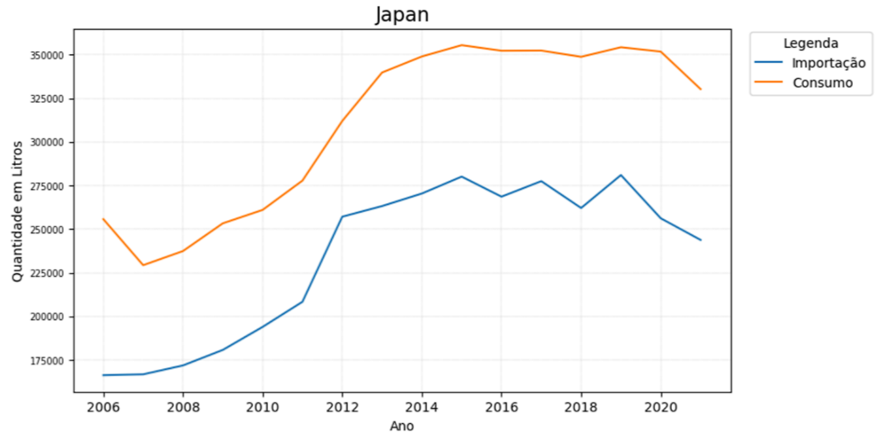 Japan
Legenda
Importação
Consumo
Quantidade em Litros
350000
325000
300000
275000
250000
225000
200000
175000
2006 2008 2010 2012 2014 2016 2018 2020
Ano